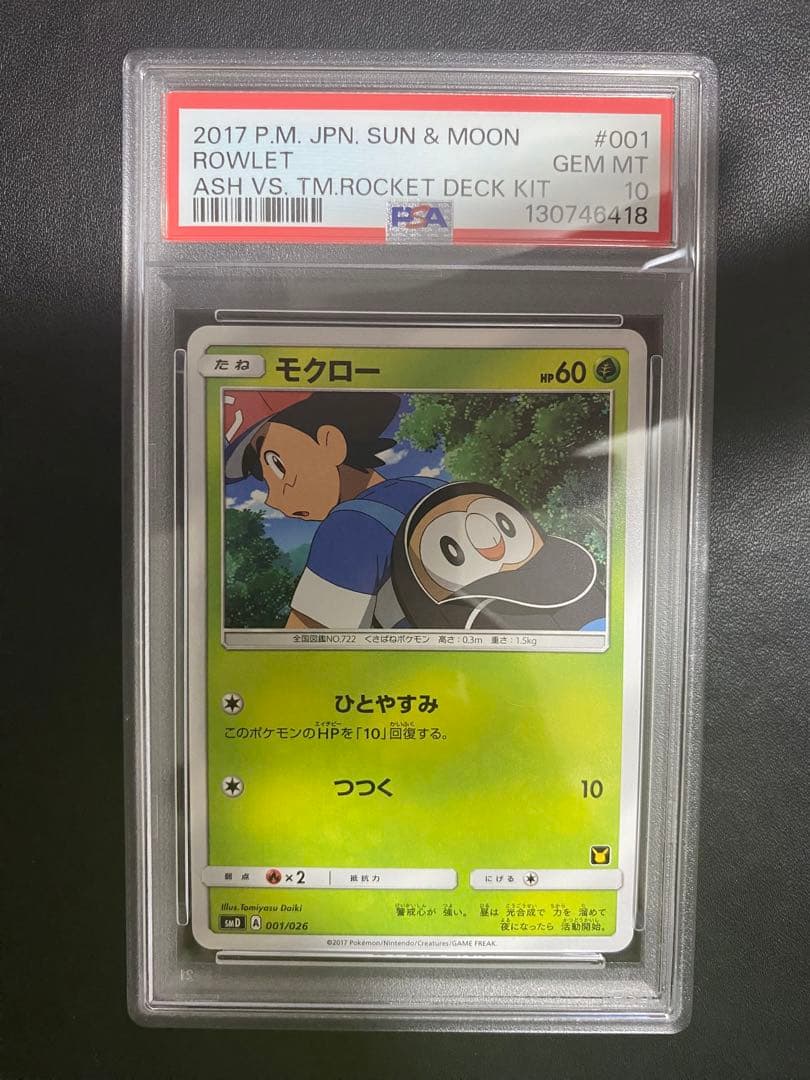 2017 P.M. JPN. SUN & MOON #001
ROWLET GEM MT
ASH VS. TM.ROCKET DECK KIT 10
PSA 130746418
たね モクロー HP60
全国図鑑NO.722 くさばねポケモン 高さ:0.3m 重さ:1.5kg
ひとやすみ
このポケモンのHPを「10」回復する。
つつく 10
弱点 ×2 抵抗力 にげる
Illus.Tomiyasu Daiki
警戒心が 強い。 昼は 光合成で 力を 溜めて
夜になったら 活動開始。
SMD A 001/026
©2017 Pokémon/Nintendo/Creatures/GAME FREAK.